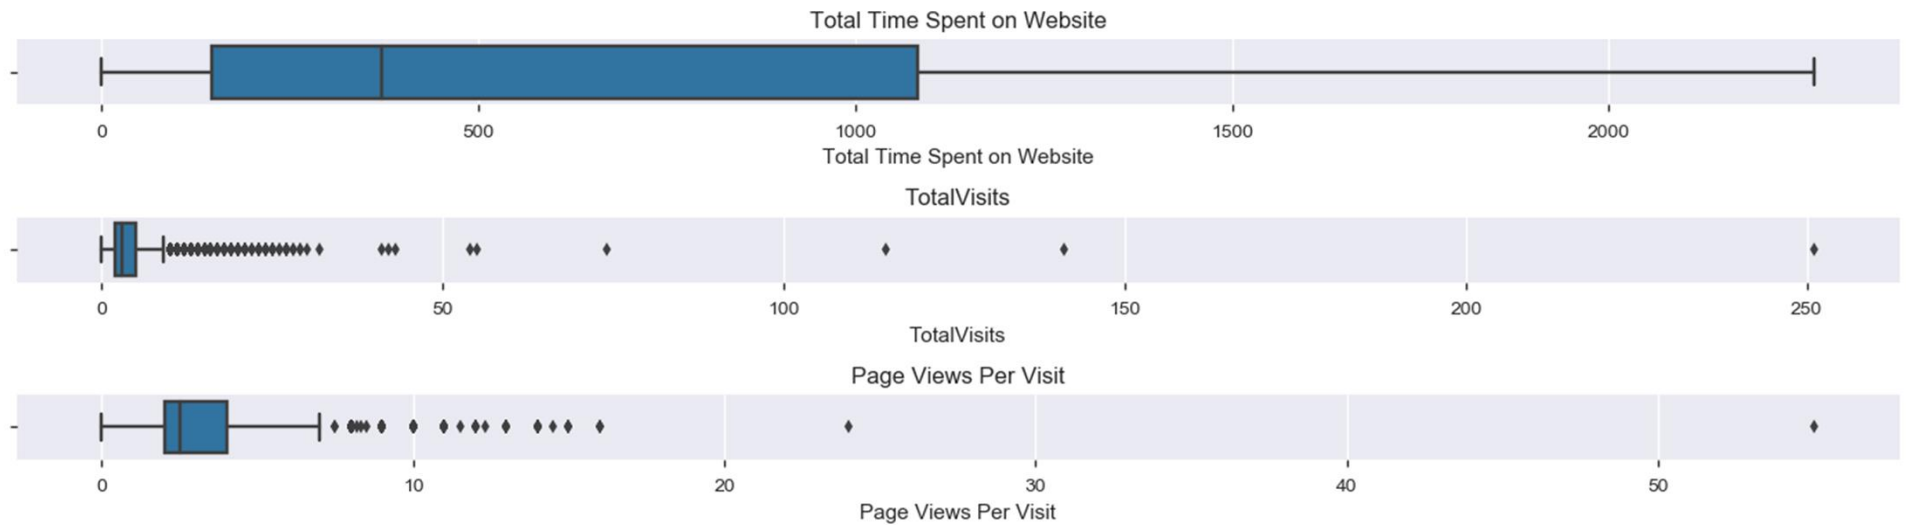 Total Time Spent on Website
0 500 1000 1500 2000
Total Time Spent on Website
TotalVisits
0 50 100 150 200 250
TotalVisits
Page Views Per Visit
0 10 20 30 40 50
Page Views Per Visit